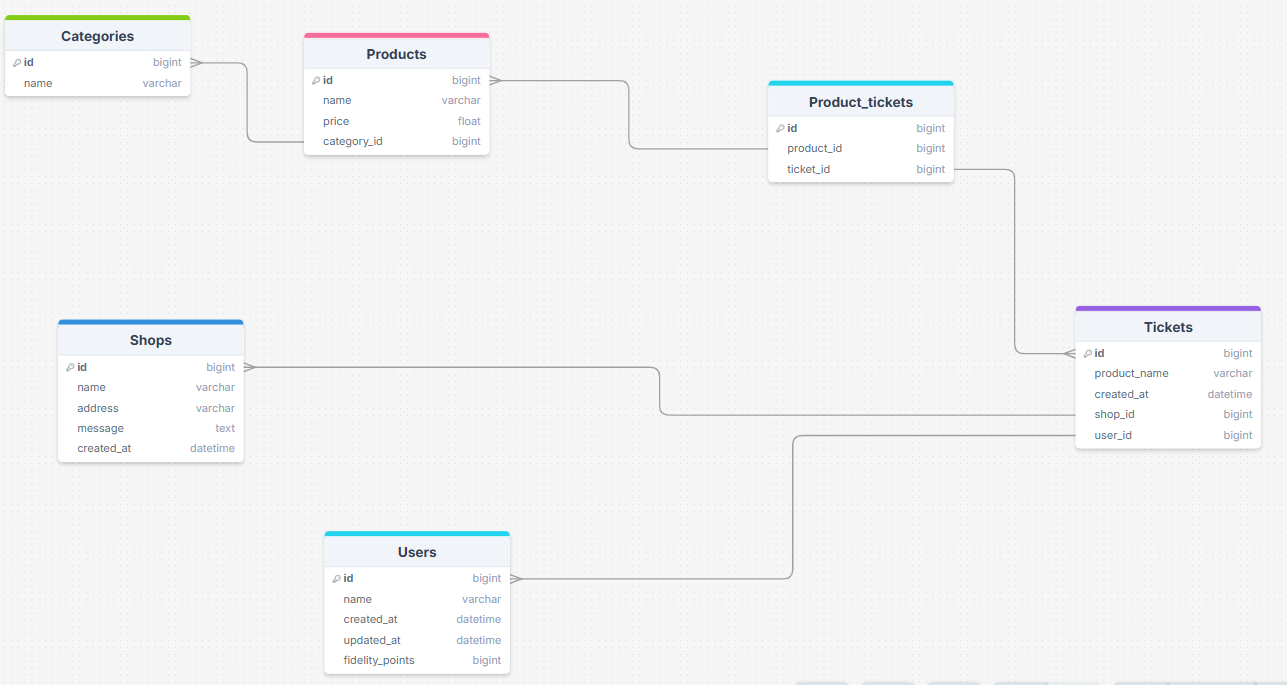 Categories
id bigint
name varchar
Products
id bigint
name varchar
price float
category_id bigint
Product_tickets
id bigint
product_id bigint
ticket_id bigint
Shops
id bigint
name varchar
address varchar
message text
created_at datetime
Tickets
id bigint
product_name varchar
created_at datetime
shop_id bigint
user_id bigint
Users
id bigint
name varchar
created_at datetime
updated_at datetime
fidelity_points bigint